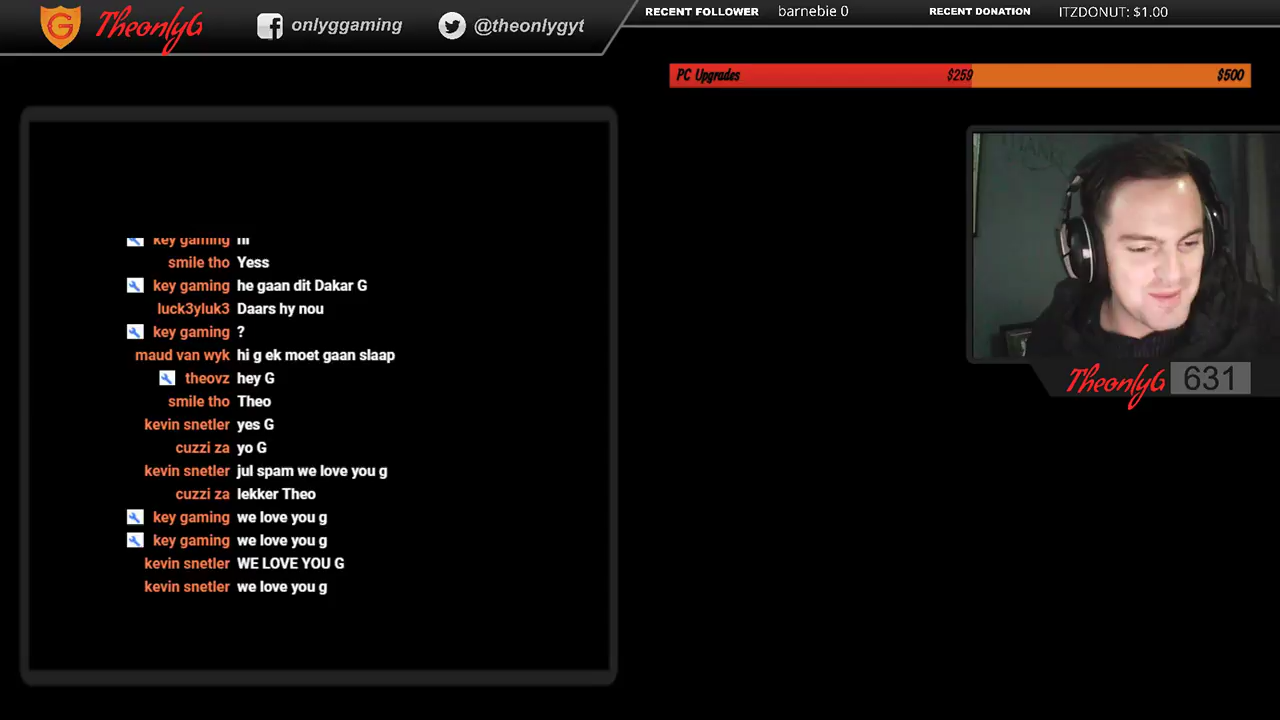 TheonlyG
onlyggaming
@theonlygyt
RECENT FOLLOWER barnebie 0
RECENT DONATION ITZDONUT: $1.00
PC Upgrades $259 $500
key gaming hi
smile tho Yess
key gaming he gaan dit Dakar G
luck3yluk3 Daars hy nou
key gaming ?
maud van wyk hi g ek moet gaan slaap
theovz hey G
smile tho Theo
kevin snetler yes G
cuzzi za yo G
kevin snetler jul spam we love you g
cuzzi za lekker Theo
key gaming we love you g
key gaming we love you g
kevin snetler WE LOVE YOU G
kevin snetler we love you g
TheonlyG 631